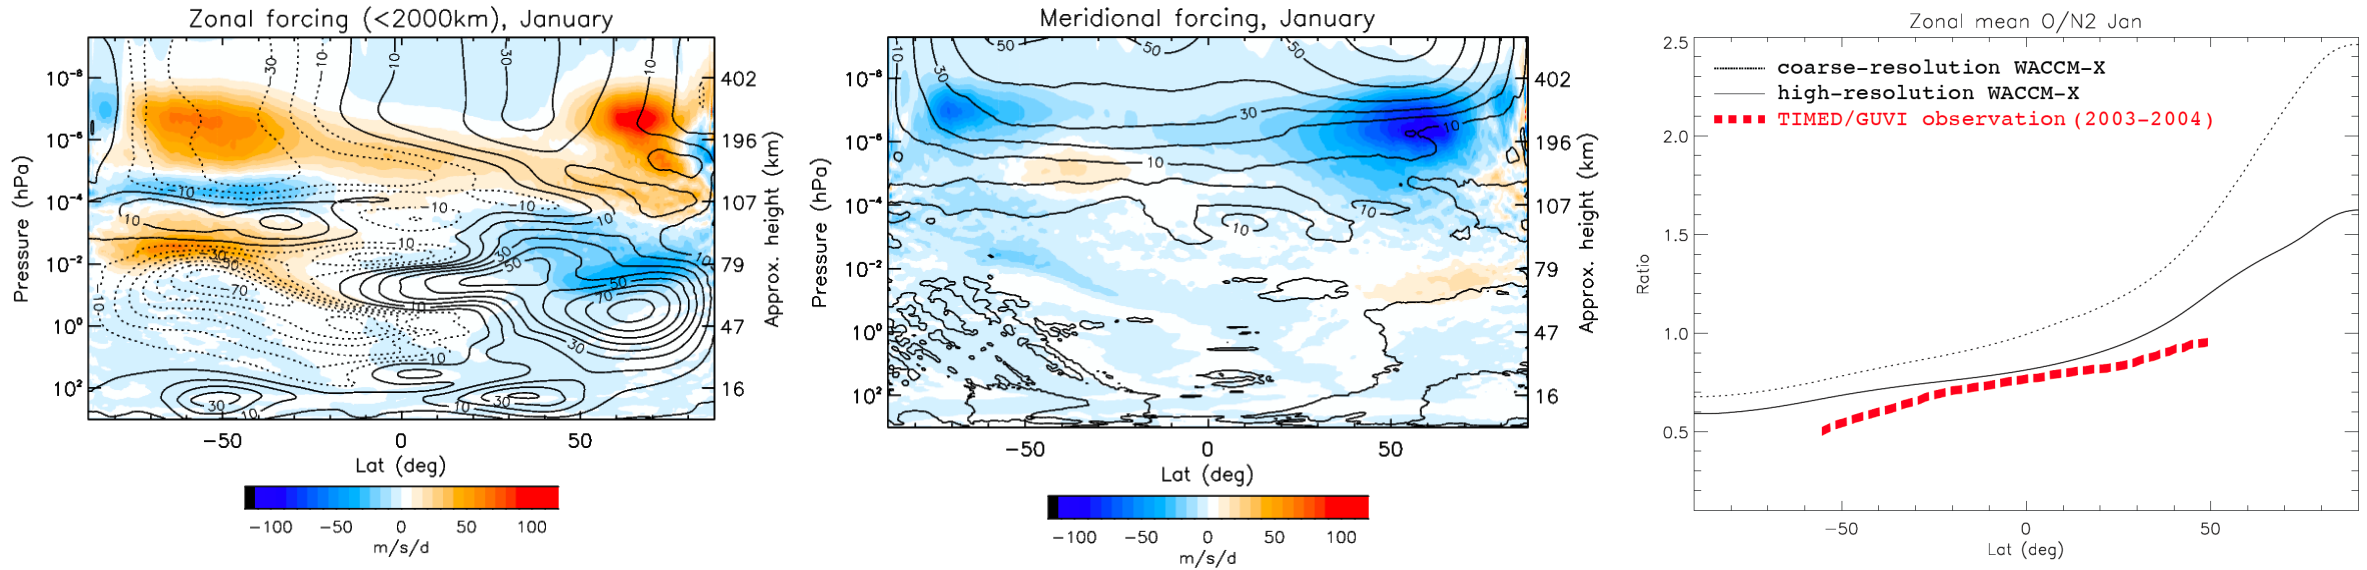 Zonal forcing (<2000km), January
Pressure (hPa)
10⁻⁸
10⁻⁶
10⁻⁴
10⁻²
10⁰
10²
402
196
107
79
47
16
Approx. height (km)
-50 0 50
Lat (deg)
-100 -50 0 50 100
m/s/d
Meridional forcing, January
Pressure (hPa)
10⁻⁸
10⁻⁶
10⁻⁴
10⁻²
10⁰
10²
402
196
107
79
47
16
Approx. height (km)
-50 0 50
Lat (deg)
-100 -50 0 50 100
m/s/d
Zonal mean O/N2 Jan
coarse-resolution WACCM-X
high-resolution WACCM-X
TIMED/GUVI observation (2003-2004)
Ratio
2.5
2.0
1.5
1.0
0.5
-50 0 50
Lat (deg)